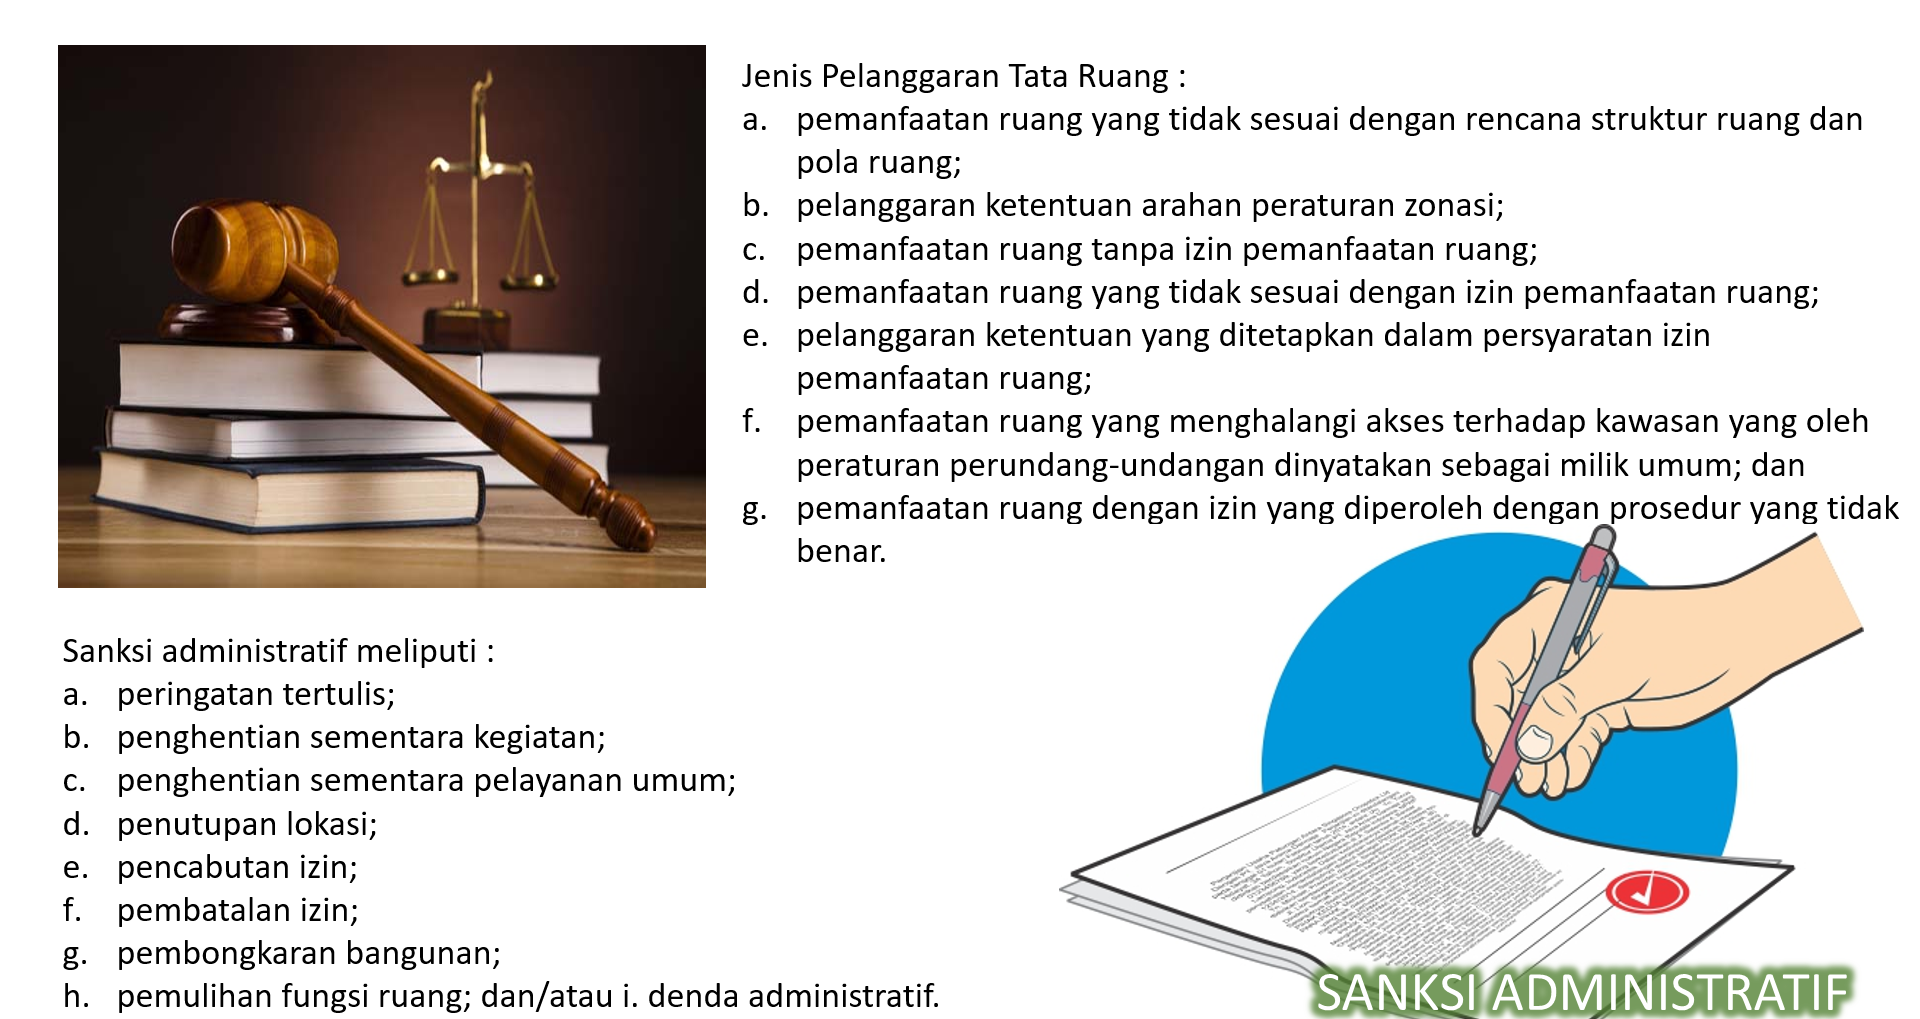 Jenis Pelanggaran Tata Ruang :
a. pemanfaatan ruang yang tidak sesuai dengan rencana struktur ruang dan
pola ruang;
b. pelanggaran ketentuan arahan peraturan zonasi;
c. pemanfaatan ruang tanpa izin pemanfaatan ruang;
d. pemanfaatan ruang yang tidak sesuai dengan izin pemanfaatan ruang;
e. pelanggaran ketentuan yang ditetapkan dalam persyaratan izin
pemanfaatan ruang;
f. pemanfaatan ruang yang menghalangi akses terhadap kawasan yang oleh
peraturan perundang-undangan dinyatakan sebagai milik umum; dan
g. pemanfaatan ruang dengan izin yang diperoleh dengan prosedur yang tidak
benar.
Sanksi administratif meliputi :
a. peringatan tertulis;
b. penghentian sementara kegiatan;
c. penghentian sementara pelayanan umum;
d. penutupan lokasi;
e. pencabutan izin;
f. pembatalan izin;
g. pembongkaran bangunan;
h. pemulihan fungsi ruang; dan/atau i. denda administratif.
SANKSI ADMINISTRATIF